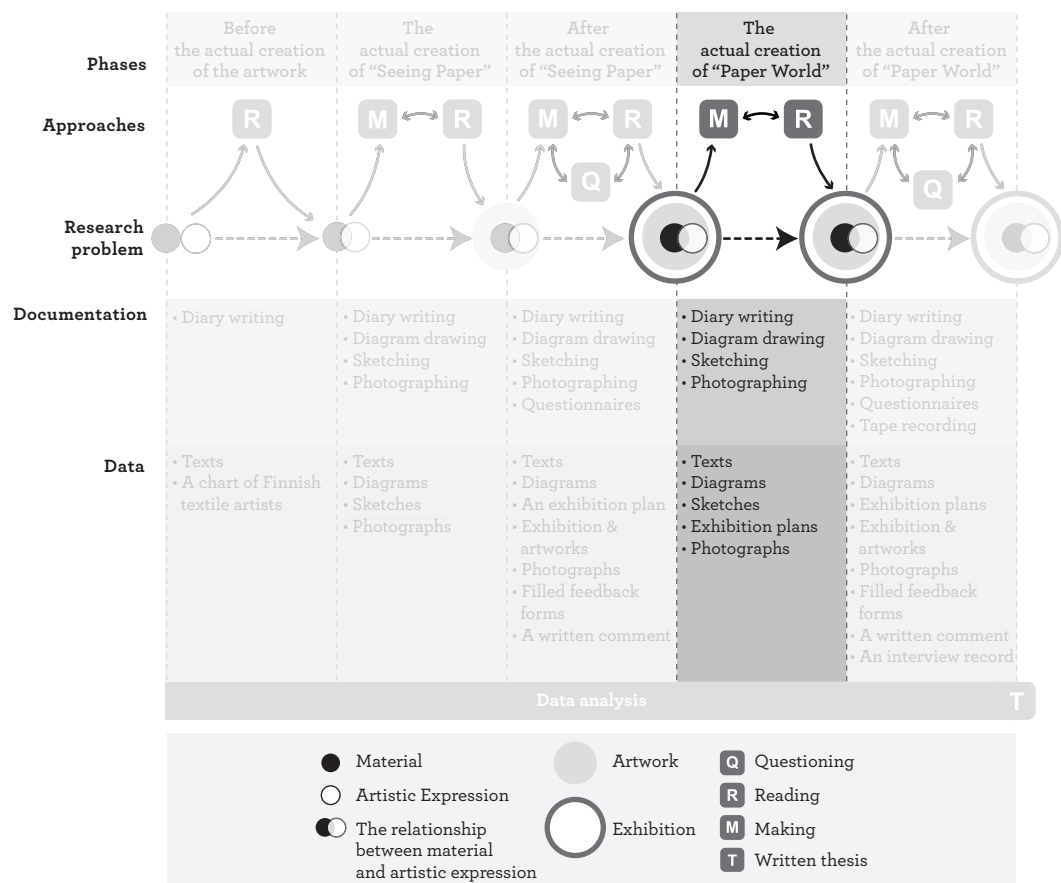 Phases
Before
the actual creation
of the artwork
The
actual creation
of “Seeing Paper”
After
the actual creation
of “Seeing Paper”
The
actual creation
of “Paper World”
After
the actual creation
of “Paper World”
Approaches
R
M R
M R
Q
M R
M R
Q
Research
problem
Documentation
• Diary writing
• Diary writing
• Diagram drawing
• Sketching
• Photographing
• Diary writing
• Diagram drawing
• Sketching
• Photographing
• Questionnaires
• Diary writing
• Diagram drawing
• Sketching
• Photographing
• Diary writing
• Diagram drawing
• Sketching
• Photographing
• Questionnaires
• Tape recording
Data
• Texts
• A chart of Finnish
textile artists
• Texts
• Diagrams
• Sketches
• Photographs
• Texts
• Diagrams
• An exhibition plan
• Exhibition &
artworks
• Photographs
• Filled feedback
forms
• A written comment
• Texts
• Diagrams
• Sketches
• Exhibition plans
• Photographs
• Texts
• Diagrams
• Exhibition plans
• Exhibition &
artworks
• Photographs
• Filled feedback
forms
• A written comment
• An interview record
Data analysis
T
Material
Artistic Expression
The relationship
between material
and artistic expression
Artwork
Exhibition
Q Questioning
R Reading
M Making
T Written thesis